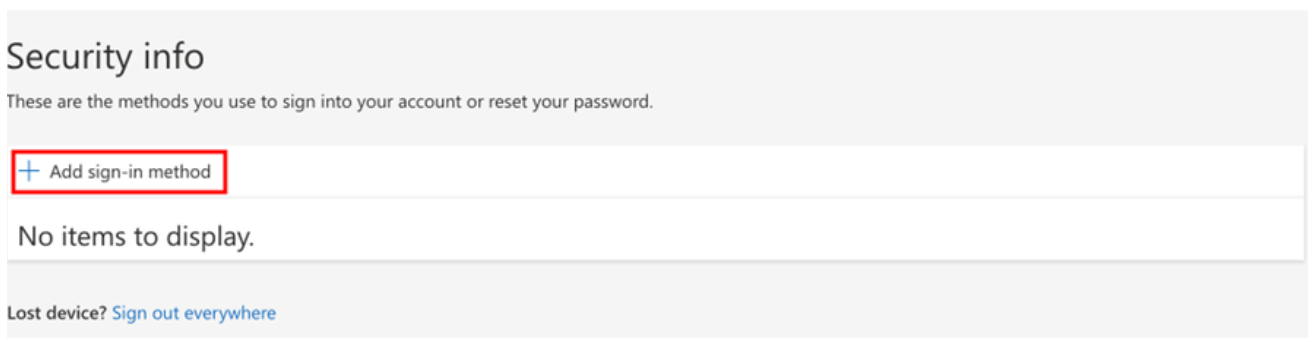 Security info
These are the methods you use to sign into your account or reset your password.
+ Add sign-in method
No items to display.
Lost device? Sign out everywhere